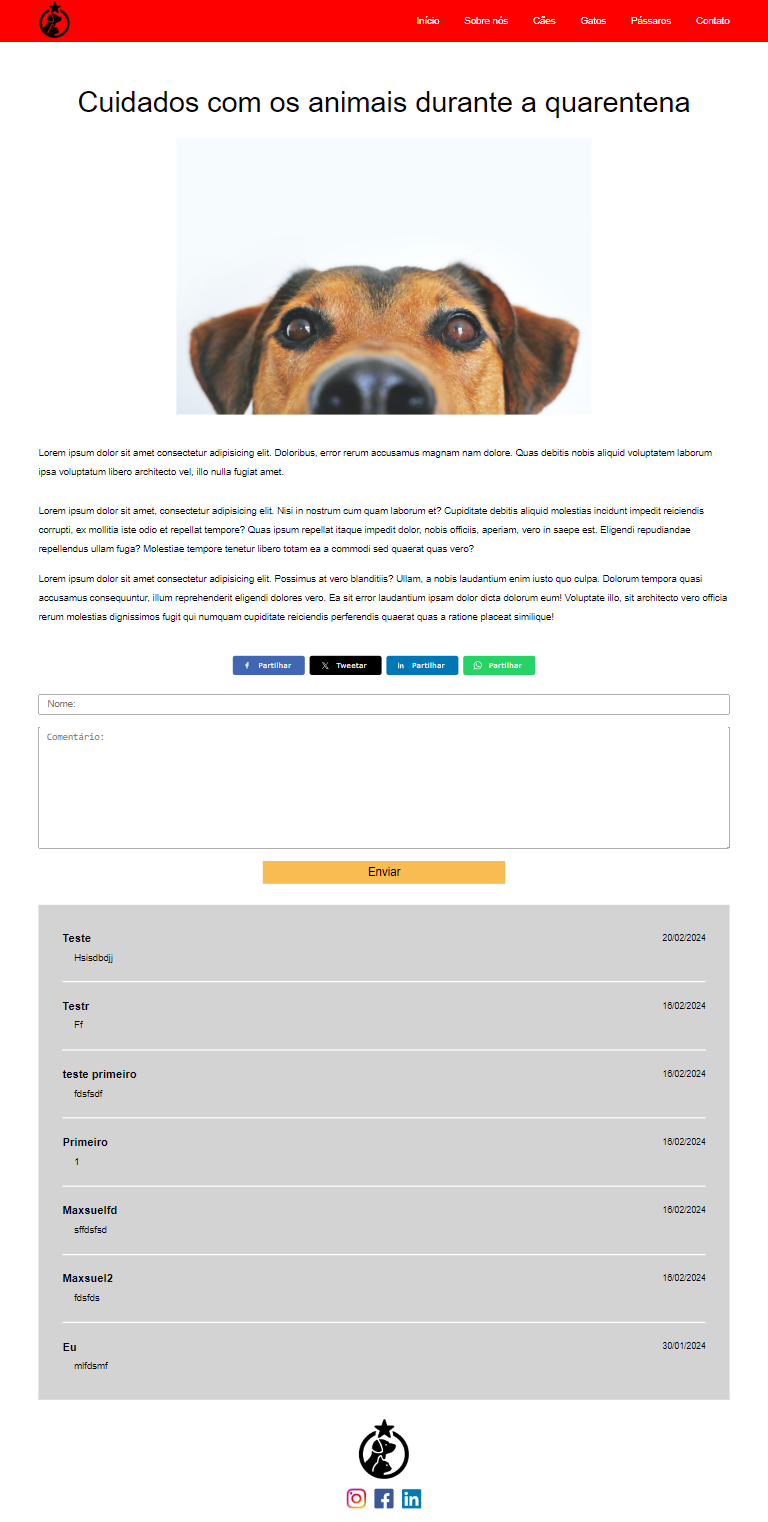 Início Sobre nós Cães Gatos Pássaros Contato
Cuidados com os animais durante a quarentena
Lorem ipsum dolor sit amet consectetur adipisicing elit. Doloribus, error rerum accusamus magnam nam dolore. Quas debitis nobis aliquid voluptatem laborum
ipsa voluptatum libero architecto vel, illo nulla fugiat amet.
Lorem ipsum dolor sit amet, consectetur adipisicing elit. Nisi in nostrum cum quam laborum et? Cupiditate debitis aliquid molestias incidunt impedit reiciendis
corrupti, ex mollitia iste odio et repellat tempore? Quas ipsum repellat itaque impedit dolor, nobis officiis, aperiam, vero in saepe est. Eligendi repudiandae
repellendus ullam fuga? Molestiae tempore tenetur libero totam ea a commodi sed quaerat quas vero?
Lorem ipsum dolor sit amet consectetur adipisicing elit. Possimus at vero blanditiis? Ullam, a nobis laudantium enim iusto quo culpa. Dolorum tempora quasi
accusamus consequuntur, illum reprehenderit eligendi dolores vero. Ea sit error laudantium ipsam dolor dicta dolorum eum! Voluptate illo, sit architecto vero officia
rerum molestias dignissimos fugit qui numquam cupiditate reiciendis perferendis quaerat quas a ratione placeat similique!
Partilhar Tweetar Partilhar Partilhar
Nome:
Comentário:
Enviar
Teste 20/02/2024
Hsisdbdjj
Testr 16/02/2024
Ff
teste primeiro 16/02/2024
fdsfsdf
Primeiro 16/02/2024
1
Maxsuelfd 16/02/2024
sffdsfsd
Maxsuel2 16/02/2024
fdsfds
Eu 30/01/2024
mlfdsmf